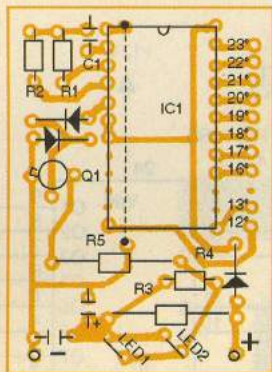 23*
22*
21*
20*
19*
18*
17*
16*
13*
12*
C1
R2
R1
IC1
Q1
R5
R4
R3
+
LED1
LED2
-
+